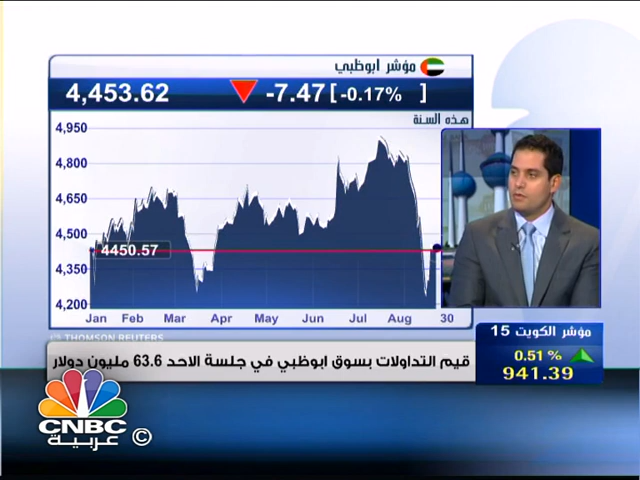 مؤشر ابوظبي
4,453.62 -7.47 [ -0.17% ]
هذه السنة
4,950
4,800
4,650
4,500
4,350
4,200
4450.57
Jan Feb Mar Apr May Jun Jul Aug 30
THOMSON REUTERS
مؤشر الكويت 15
0.51 %
941.39
قيم التداولات بسوق ابوظبي في جلسة الاحد 63.6 مليون دولار
CNBC
عربية ©